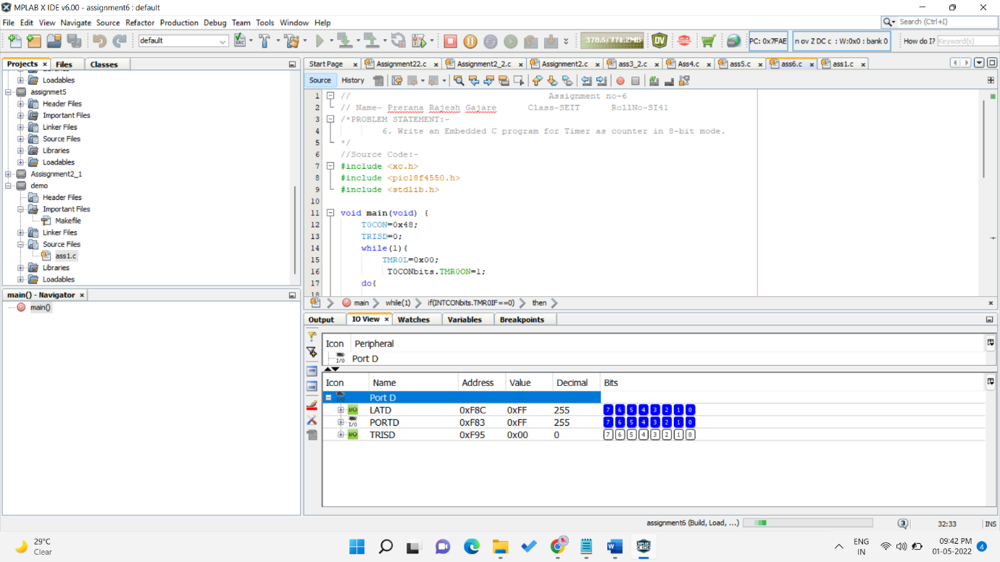 MPLAB X IDE v6.00 - assignment6 : default
File Edit View Navigate Source Refactor Production Debug Team Tools Window Help
Search (Ctrl+I)
default
378.5/771.2MB
PC: 0x7FAE
n ov Z DC c : W:0x0 : bank 0
How do I?
Keyword(s)
Projects Files Classes
Loadables
assignmet5
Header Files
Important Files
Linker Files
Source Files
Libraries
Loadables
Assisgnment2_1
demo
Header Files
Important Files
Makefile
Linker Files
Source Files
ass1.c
Libraries
Loadables
main() - Navigator
main()
Start Page Assignment22.c Assignment2_2.c Assignment2.c ass3_2.c Ass4.c ass5.c ass6.c ass1.c
Source History
1 // Assignment no-6
2 // Name- Prerana Rajesh Gajare Class-SEIT RollNo-SI41
3 /*PROBLEM STATEMENT:-
4 6. Write an Embedded C program for Timer as counter in 8-bit mode.
5 */
6 //Source Code:-
7 #include <xc.h>
8 #include <pic18f4550.h>
9 #include <stdlib.h>
10
11 void main(void) {
12 T0CON=0x48;
13 TRISD=0;
14 while(1){
15 TMR0L=0x00;
16 T0CONbits.TMR0ON=1;
17 do{
18
main while(1) if(INTCONbits.TMR0IF==0) then
Output IO View Watches Variables Breakpoints
Icon Peripheral
I/O Port D
Icon Name Address Value Decimal Bits
I/O Port D
I/O LATD 0xF8C 0xFF 255 7 6 5 4 3 2 1 0
I/O PORTD 0xF83 0xFF 255 7 6 5 4 3 2 1 0
I/O TRISD 0xF95 0x00 0 7 6 5 4 3 2 1 0
assignment6 (Build, Load, ...) 3 32:33 INS
29°C
Clear
ENG
IN
09:42 PM
01-05-2022
4